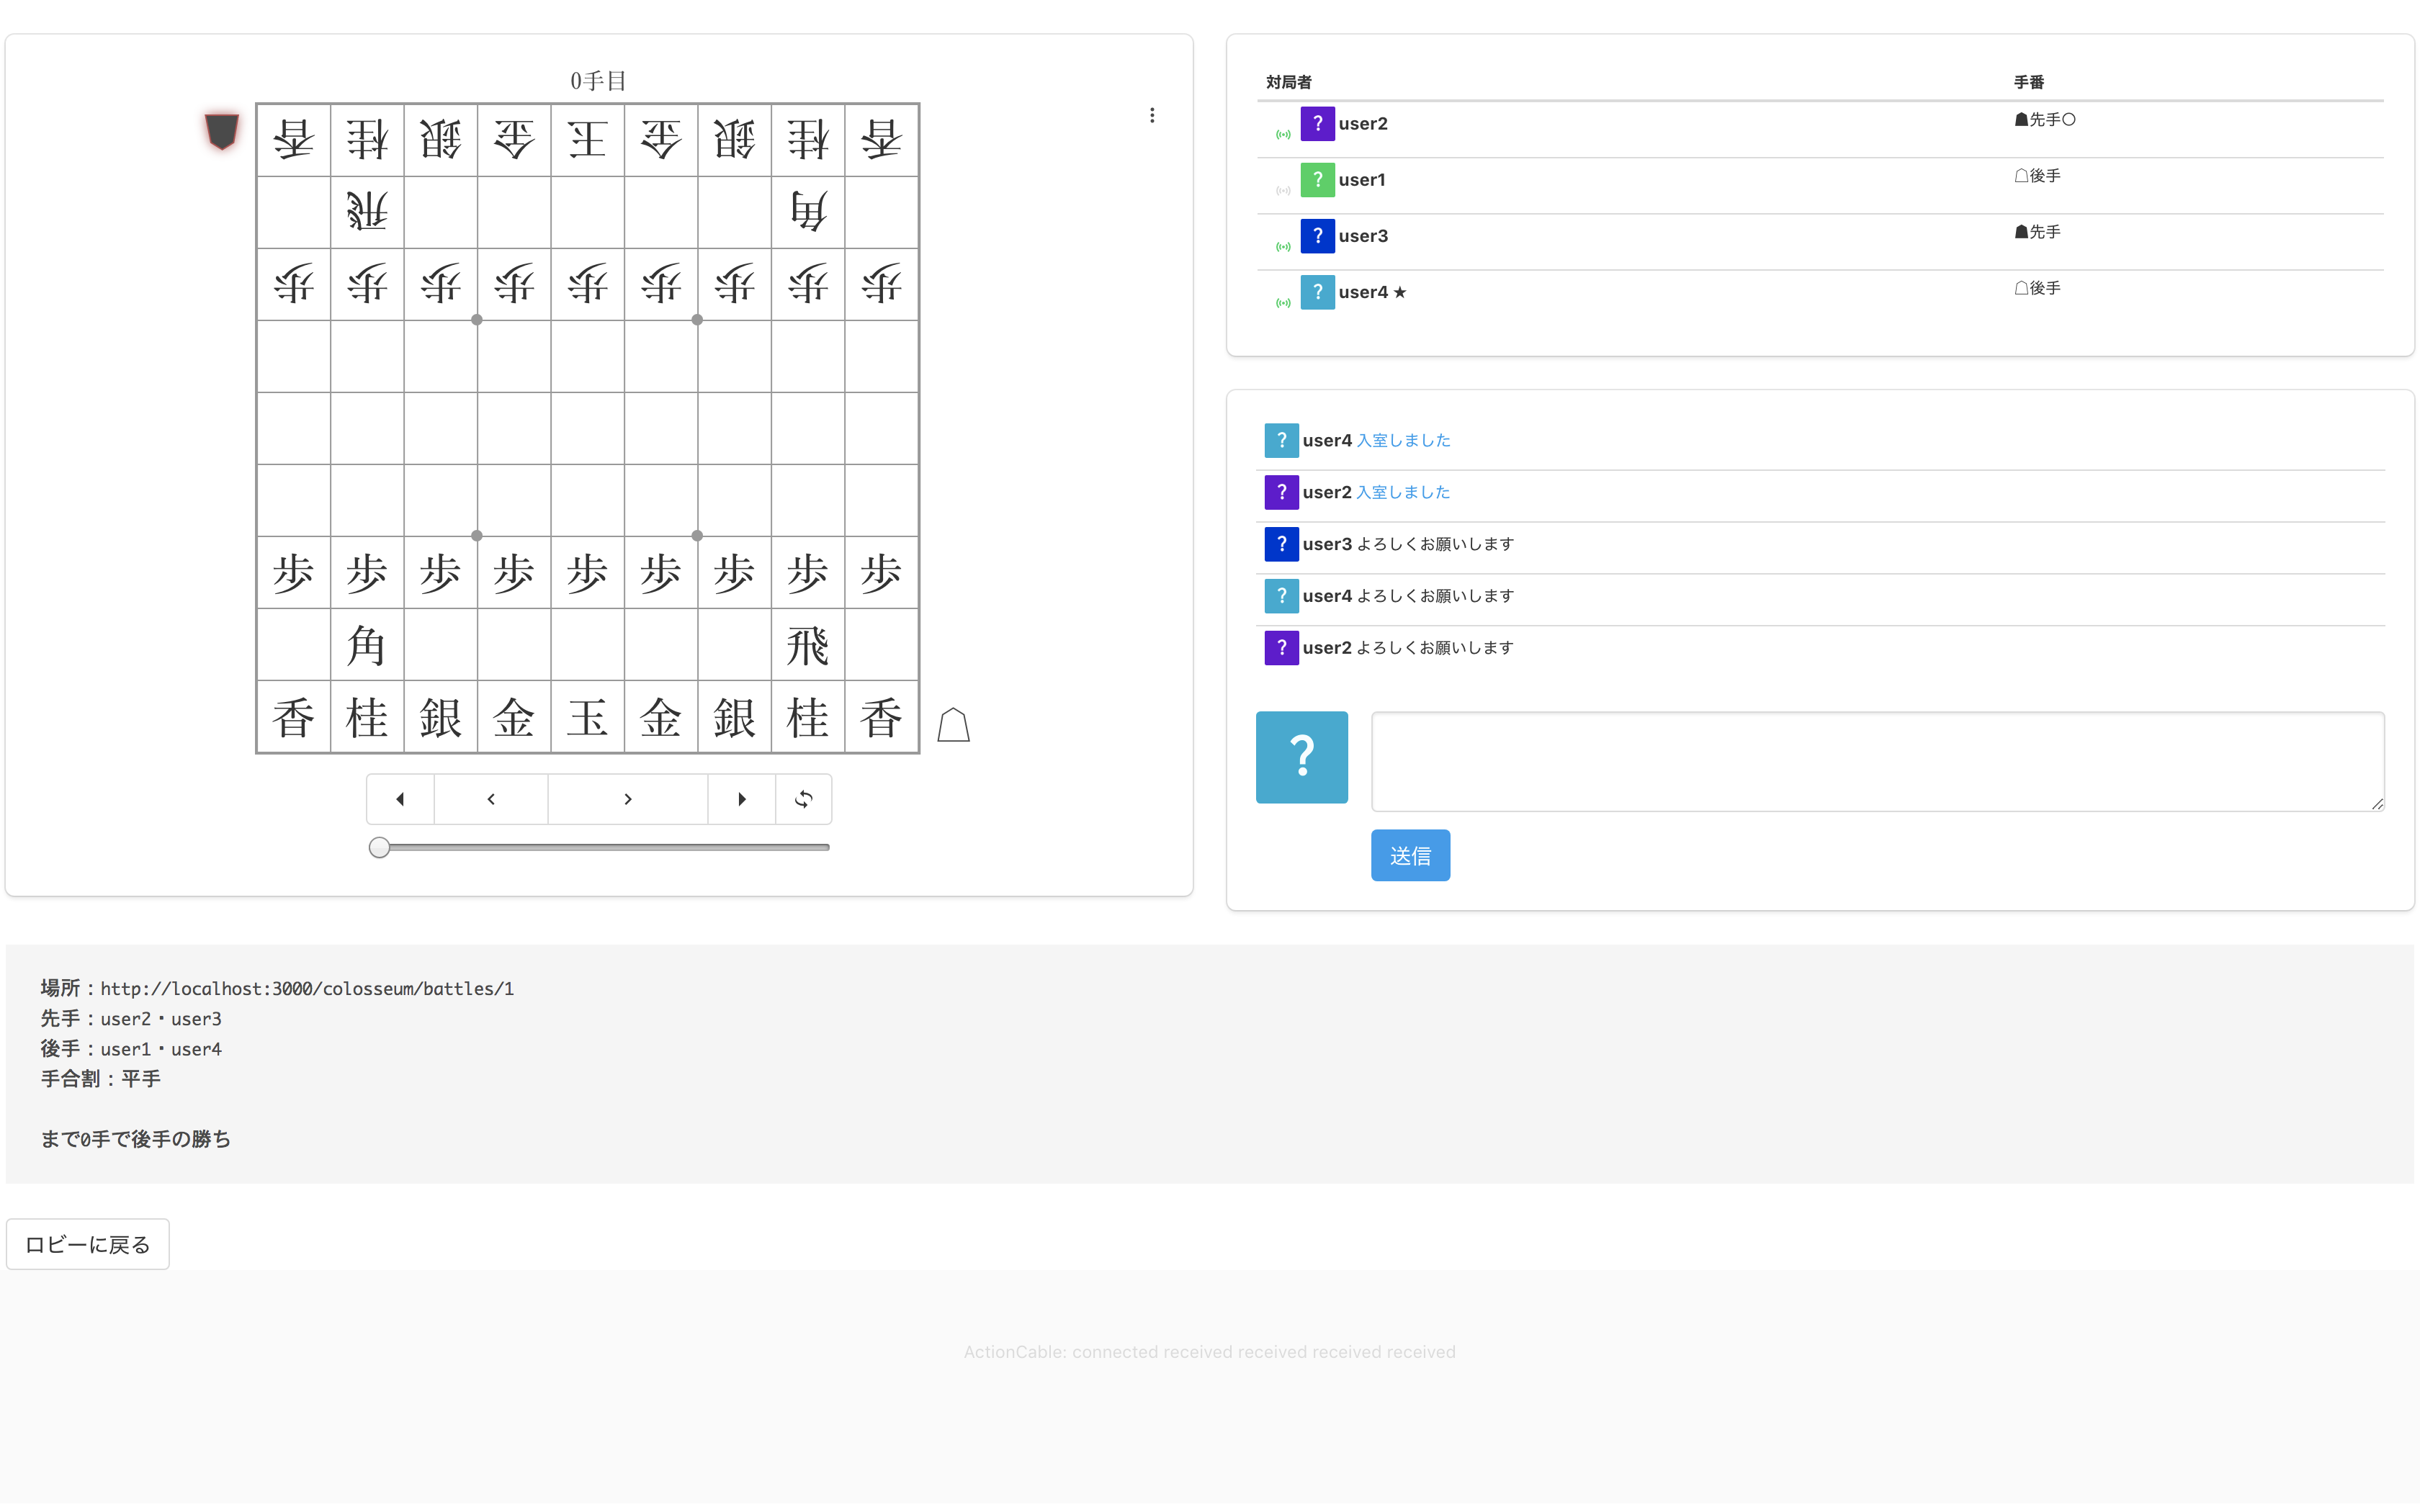 0手目
香桂銀金王金銀桂香
飛角
歩歩歩歩歩歩歩歩歩
歩歩歩歩歩歩歩歩歩
角飛
香桂銀金玉金銀桂香
対局者 手番
? user2 ☗先手○
? user1 ☖後手
? user3 ☗先手
? user4 ★ ☖後手
? user4 入室しました
? user2 入室しました
? user3 よろしくお願いします
? user4 よろしくお願いします
? user2 よろしくお願いします
?
送信
場所：http://localhost:3000/colosseum/battles/1
先手：user2・user3
後手：user1・user4
手合割：平手
まで0手で後手の勝ち
ロビーに戻る
ActionCable: connected received received received received